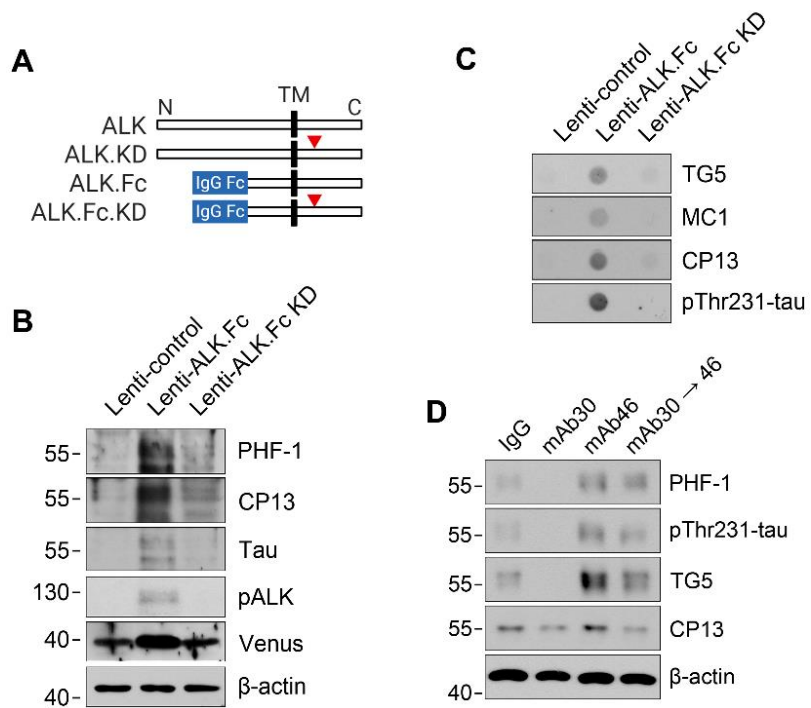 A
N TM C
ALK
ALK.KD
IgG Fc
ALK.Fc
IgG Fc
ALK.Fc.KD
B
Lenti-control
Lenti-ALK.Fc
Lenti-ALK.Fc KD
55- PHF-1
55- CP13
55- Tau
130- pALK
40- Venus
40- β-actin
C
Lenti-control
Lenti-ALK.Fc
Lenti-ALK.Fc KD
TG5
MC1
CP13
pThr231-tau
D
IgG
mAb30
mAb46
mAb30 → 46
55- PHF-1
55- pThr231-tau
55- TG5
55- CP13
40- β-actin